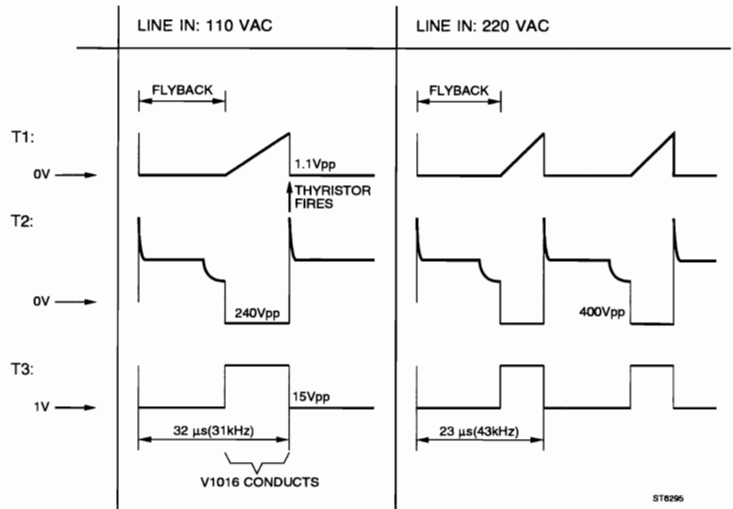 LINE IN: 110 VAC
LINE IN: 220 VAC
FLYBACK
FLYBACK
T1:
1.1Vpp
0V
THYRISTOR
FIRES
T2:
0V
240Vpp
400Vpp
T3:
15Vpp
1V
32 µs(31kHz)
23 µs(43kHz)
V1016 CONDUCTS
ST6295